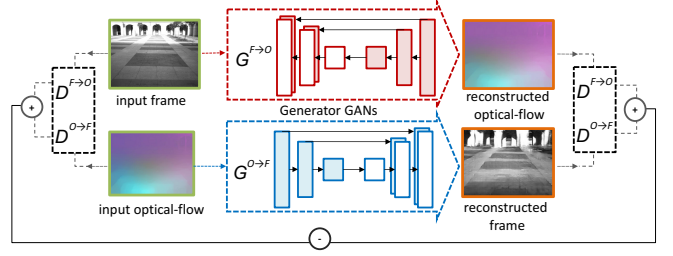 G F→O
D F→O
D O→F
input frame
Generator GANs
reconstructed
optical-flow
D F→O
D O→F
G O→F
input optical-flow
reconstructed
frame
+
+
-